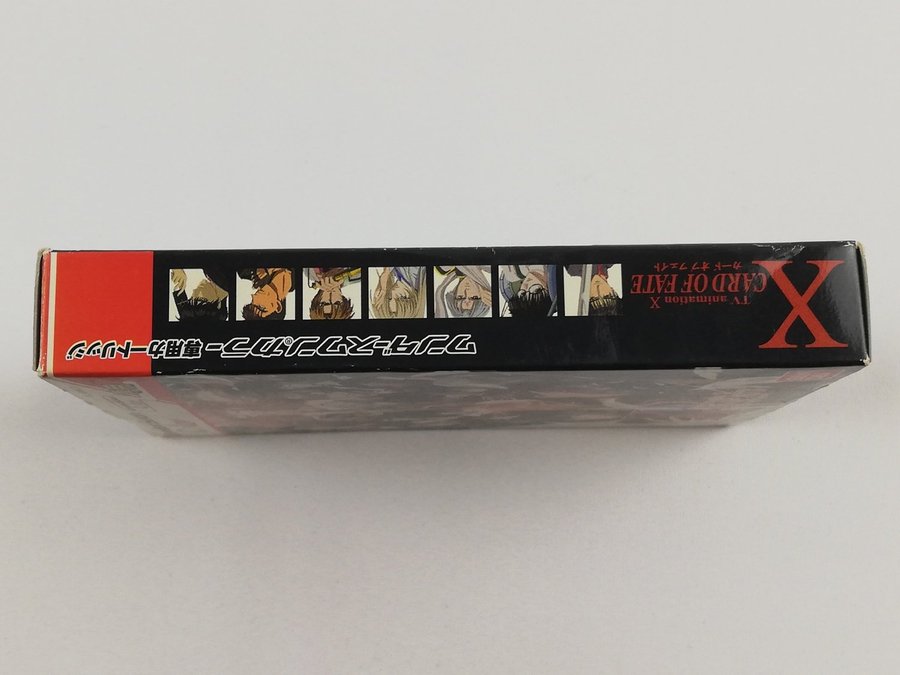 X
TV animation X
CARD OF FATE
カード オブ フェイト
ワンダースワンカラー® 専用カートリッジ